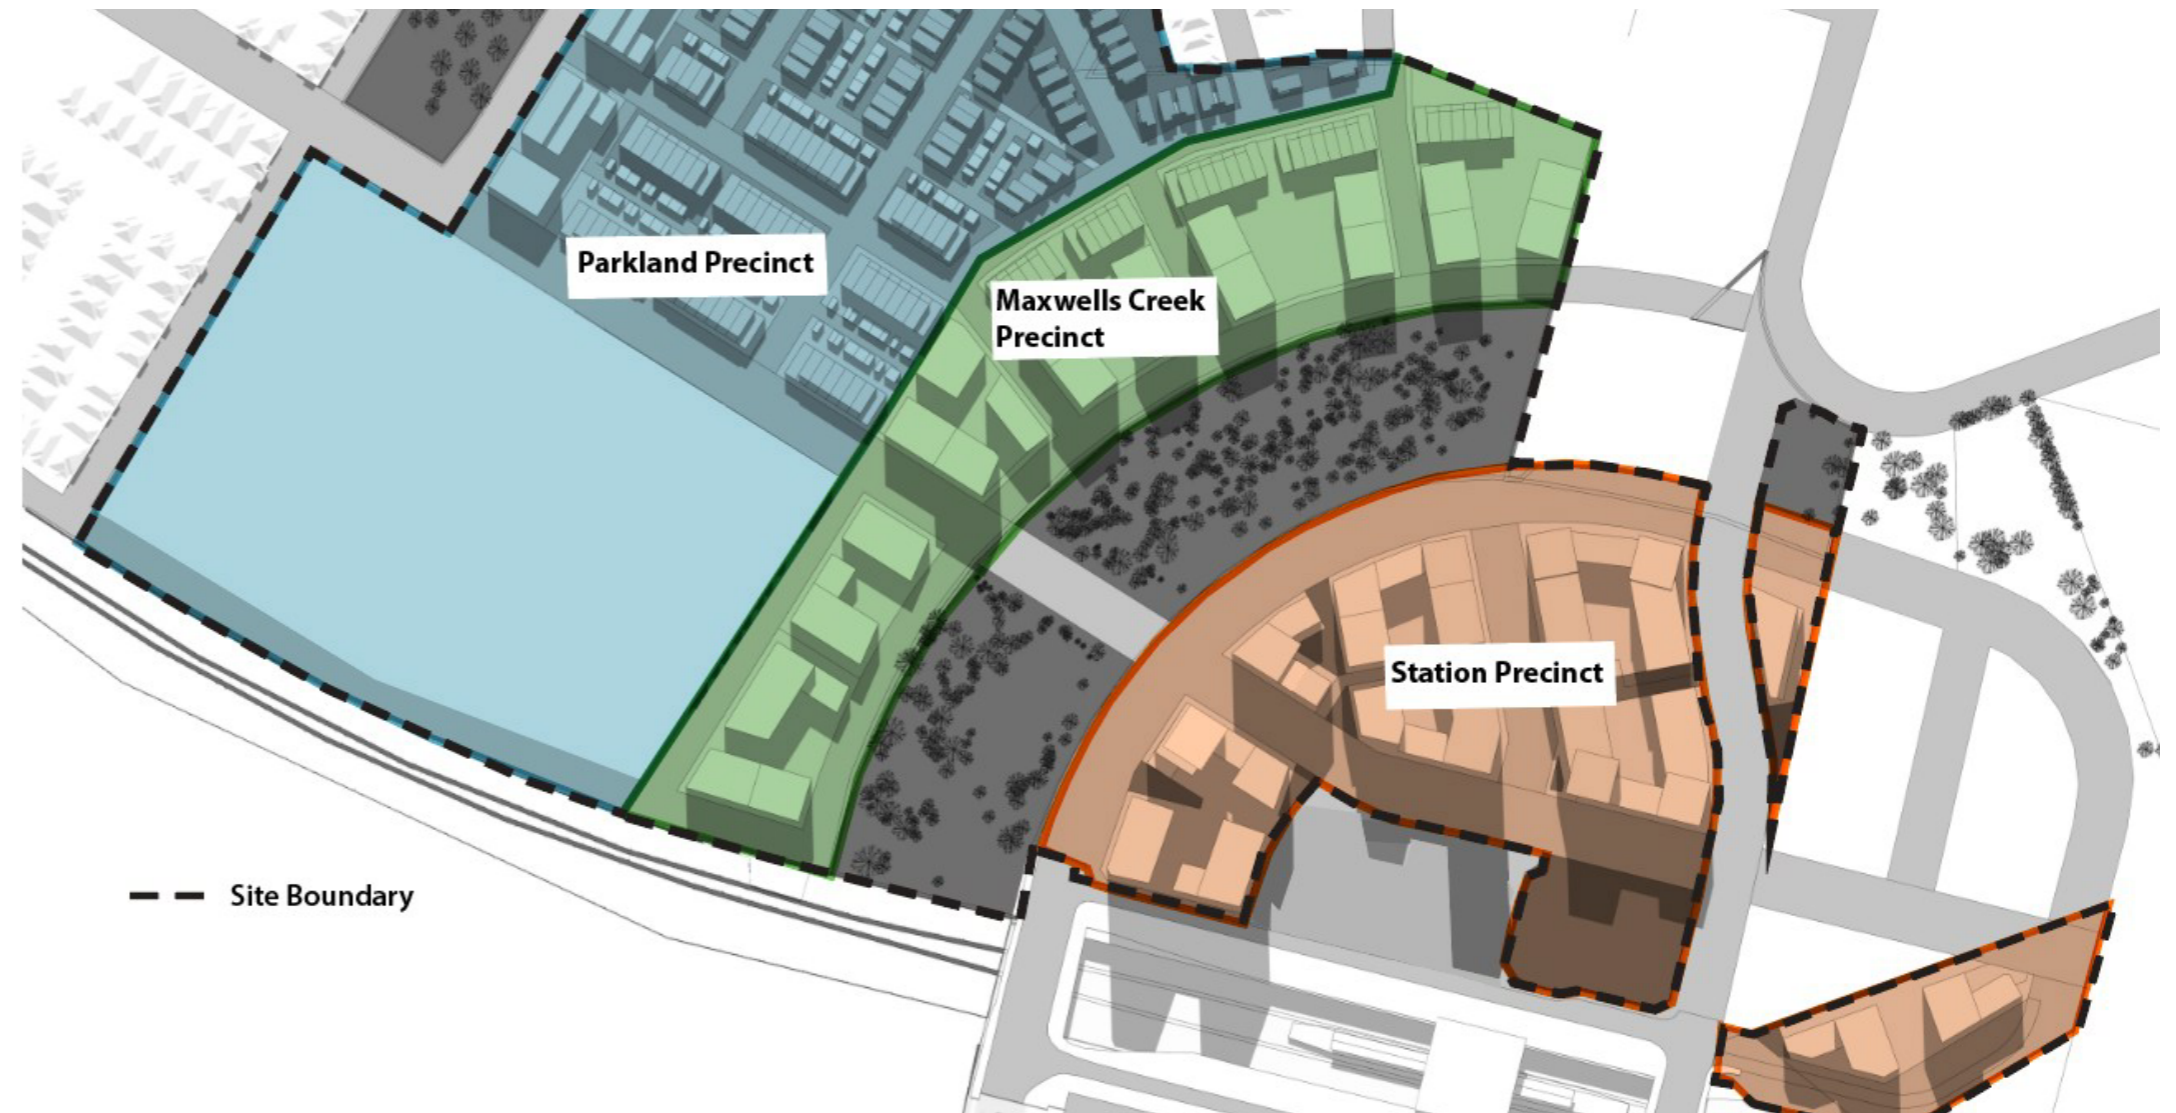 Parkland Precinct
Maxwells Creek
Precinct
Station Precinct
Site Boundary